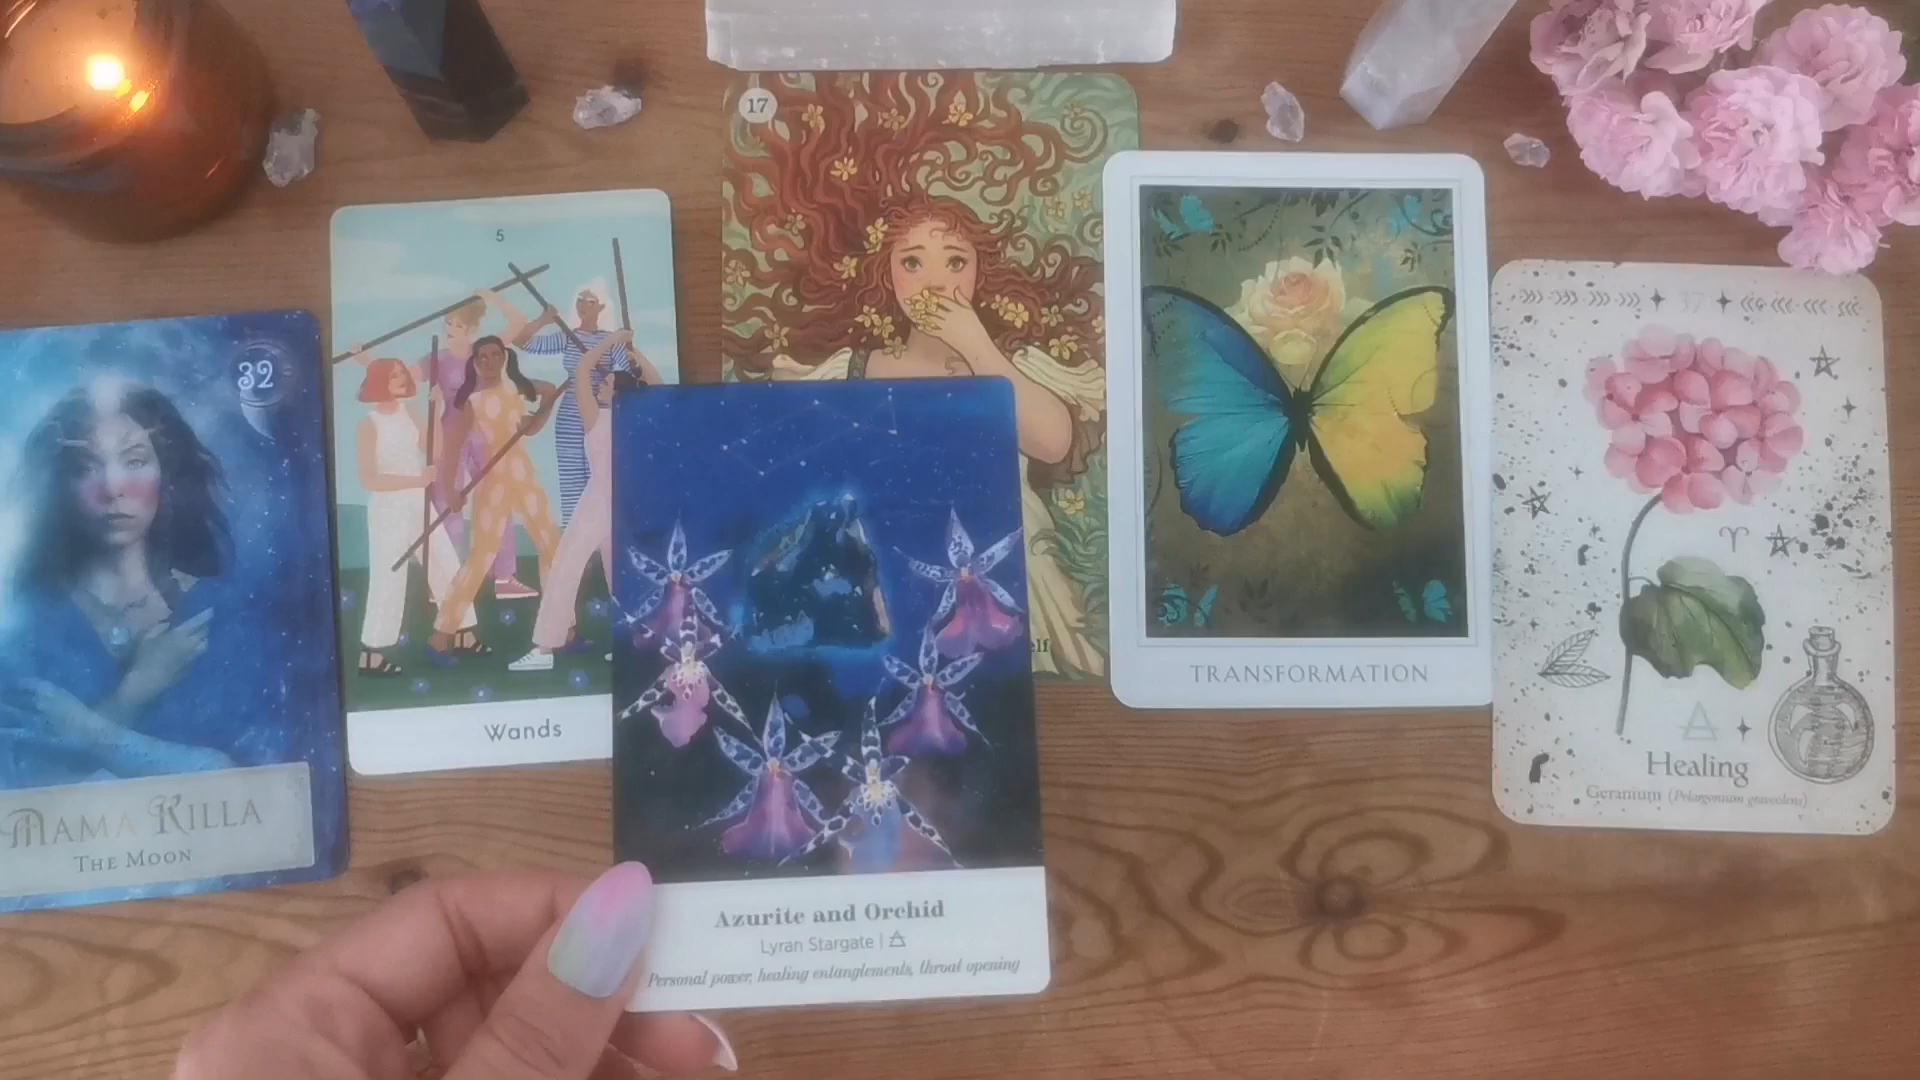 32
MAMA KILLA
THE MOON
5
Wands
17
elf
TRANSFORMATION
37
Healing
Geranium (Pelargonium graveolens)
Azurite and Orchid
Lyran Stargate |
Personal power, healing entanglements, throat opening